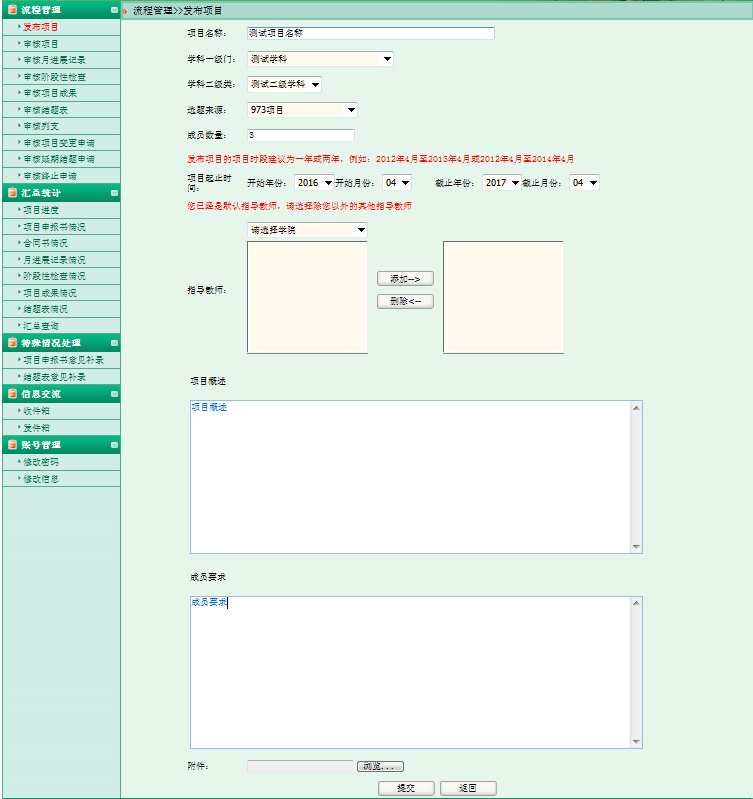 流程管理
发布项目
审核项目
审核月进展记录
审核阶段性检查
审核项目成果
审核结题表
审核列支
审核项目变更申请
审核延期结题申请
审核终止申请
汇总统计
项目进度
项目申报书情况
合同书情况
月进展记录情况
阶段性检查情况
项目成果情况
结题表情况
汇总查询
特殊情况处理
项目申报书意见补录
结题表意见补录
信息交流
收件箱
发件箱
账号管理
修改密码
修改信息
流程管理>>发布项目
项目名称: 测试项目名称
学科一级门: 测试学科
学科二级类: 测试二级学科
选题来源: 973项目
成员数量: 3
发布项目的项目时段建议为一年或两年,例如: 2012年4月至2013年4月或2012年4月至2014年4月
项目起止时间: 开始年份: 2016 开始月份: 04 截止年份: 2017 截止月份: 04
您已经是默认指导教师,请选择除您以外的其他指导教师
请选择学院
指导教师: 添加-->
删除<--
项目概述
项目概述
成员要求
成员要求
附件: 浏览...
提交 返回